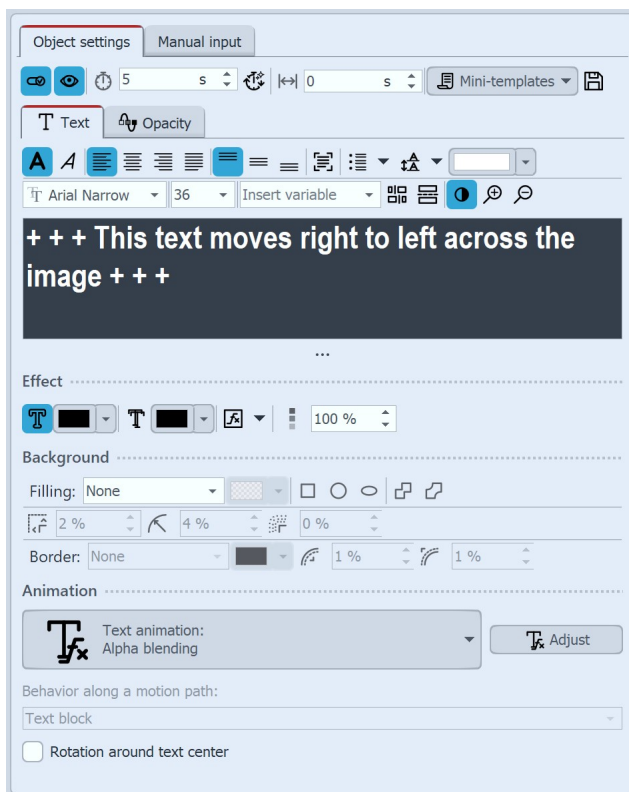 Object settings Manual input
5 s 0 s Mini-templates
T Text Opacity
A A
Arial Narrow 36 Insert variable
+ + + This text moves right to left across the
image + + +
...
Effect
T T 100 %
Background
Filling: None
2 % 4 % 0 %
Border: None 1 % 1 %
Animation
Text animation:
Alpha blending
Adjust
Behavior along a motion path:
Text block
Rotation around text center